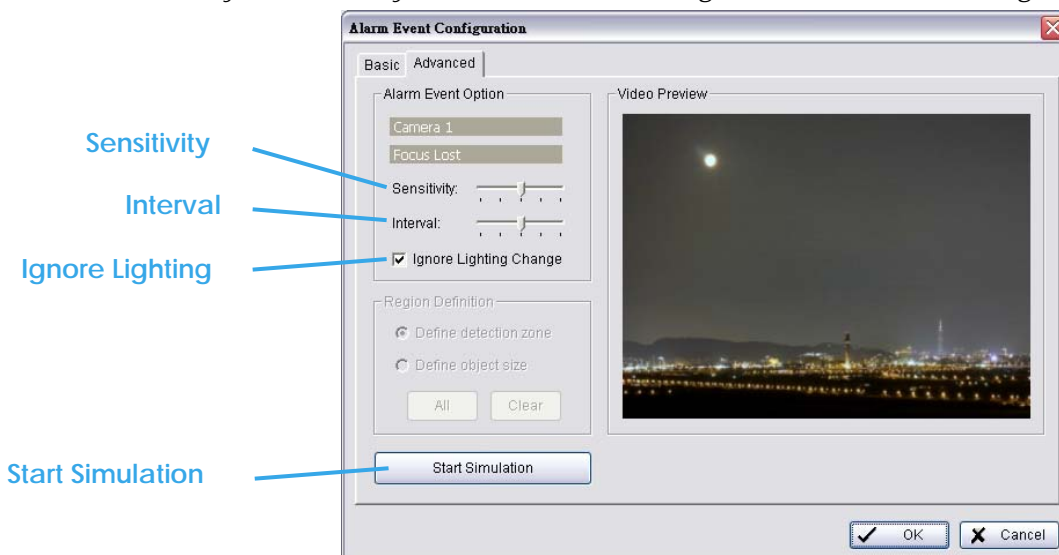 Alarm Event Configuration
Basic
Advanced
Alarm Event Option
Camera 1
Focus Lost
Sensitivity:
Interval:
Ignore Lighting Change
Region Definition
Define detection zone
Define object size
All
Clear
Start Simulation
Video Preview
OK
Cancel
Sensitivity
Interval
Ignore Lighting
Start Simulation